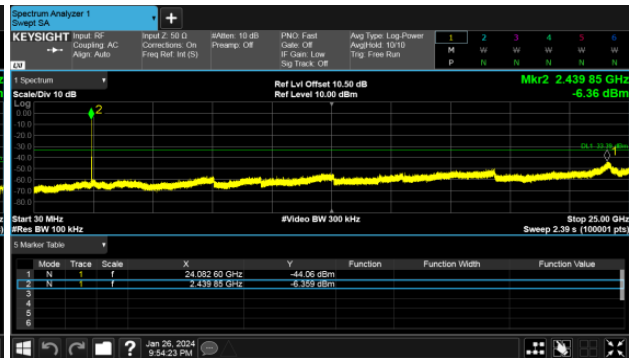 Spectrum Analyzer 1
Swept SA
+
KEYSIGHT Input: RF Input Z: 50 Ω #Atten: 10 dB PNO: Fast Avg Type: Log-Power 1 2 3 4 5 6
Coupling: AC Corrections: On Preamp: Off Gate: Off Avg|Hold: 10/10 M W W W W W
Align: Auto Freq Ref: Int (S) IF Gain: Low Trig: Free Run P N N N N N
Sig Track: Off
LXI
1 Spectrum
Scale/Div 10 dB
Ref Lvl Offset 10.50 dB
Ref Level 10.00 dBm
Mkr2 2.439 85 GHz
-6.36 dBm
Log
0.00
-10.0
-20.0
-30.0
-40.0
-50.0
-60.0
-70.0
-80.0
2
DL1 -33.39 dBm
1
Start 30 MHz #Video BW 300 kHz Stop 25.00 GHz
#Res BW 100 kHz Sweep 2.39 s (100001 pts)
5 Marker Table
Mode Trace Scale X Y Function Function Width Function Value
1 N 1 f 24.082 60 GHz -44.06 dBm
2 N 1 f 2.439 85 GHz -6.359 dBm
3
4
5
6
?
Jan 26, 2024
9:54:23 PM